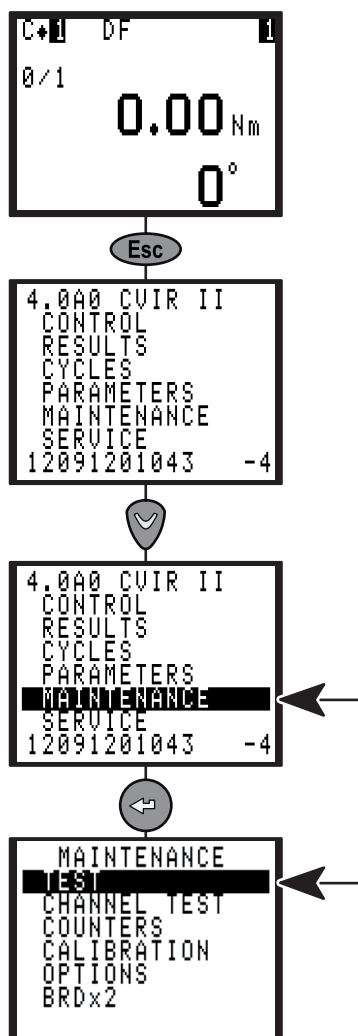 C♦1 DF 1
0/1
0.00 Nm
0°
Esc
4.0A0 CVIR II
CONTROL
RESULTS
CYCLES
PARAMETERS
MAINTENANCE
SERVICE
12091201043 -4
4.0A0 CVIR II
CONTROL
RESULTS
CYCLES
PARAMETERS
MAINTENANCE
SERVICE
12091201043 -4
MAINTENANCE
TEST
CHANNEL TEST
COUNTERS
CALIBRATION
OPTIONS
BRDx2